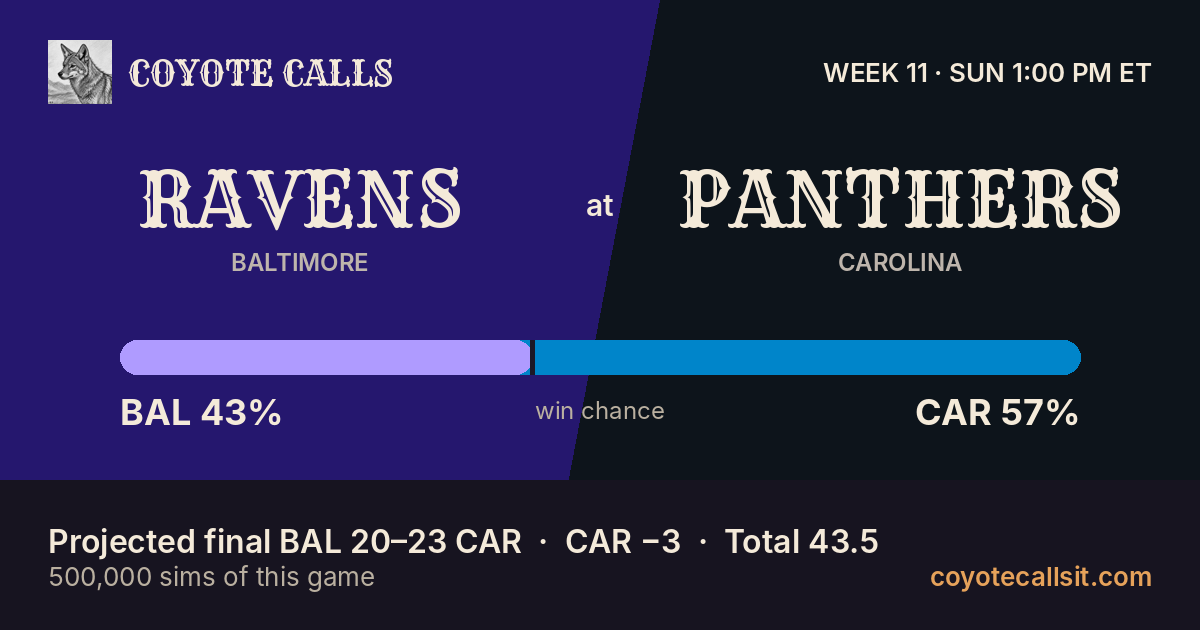 COYOTE CALLS
WEEK 11 · SUN 1:00 PM ET
RAVENS
at
PANTHERS
BALTIMORE
CAROLINA
BAL 43%
win chance
CAR 57%
Projected final BAL 20–23 CAR · CAR −3 · Total 43.5
500,000 sims of this game
coyotecallsit.com